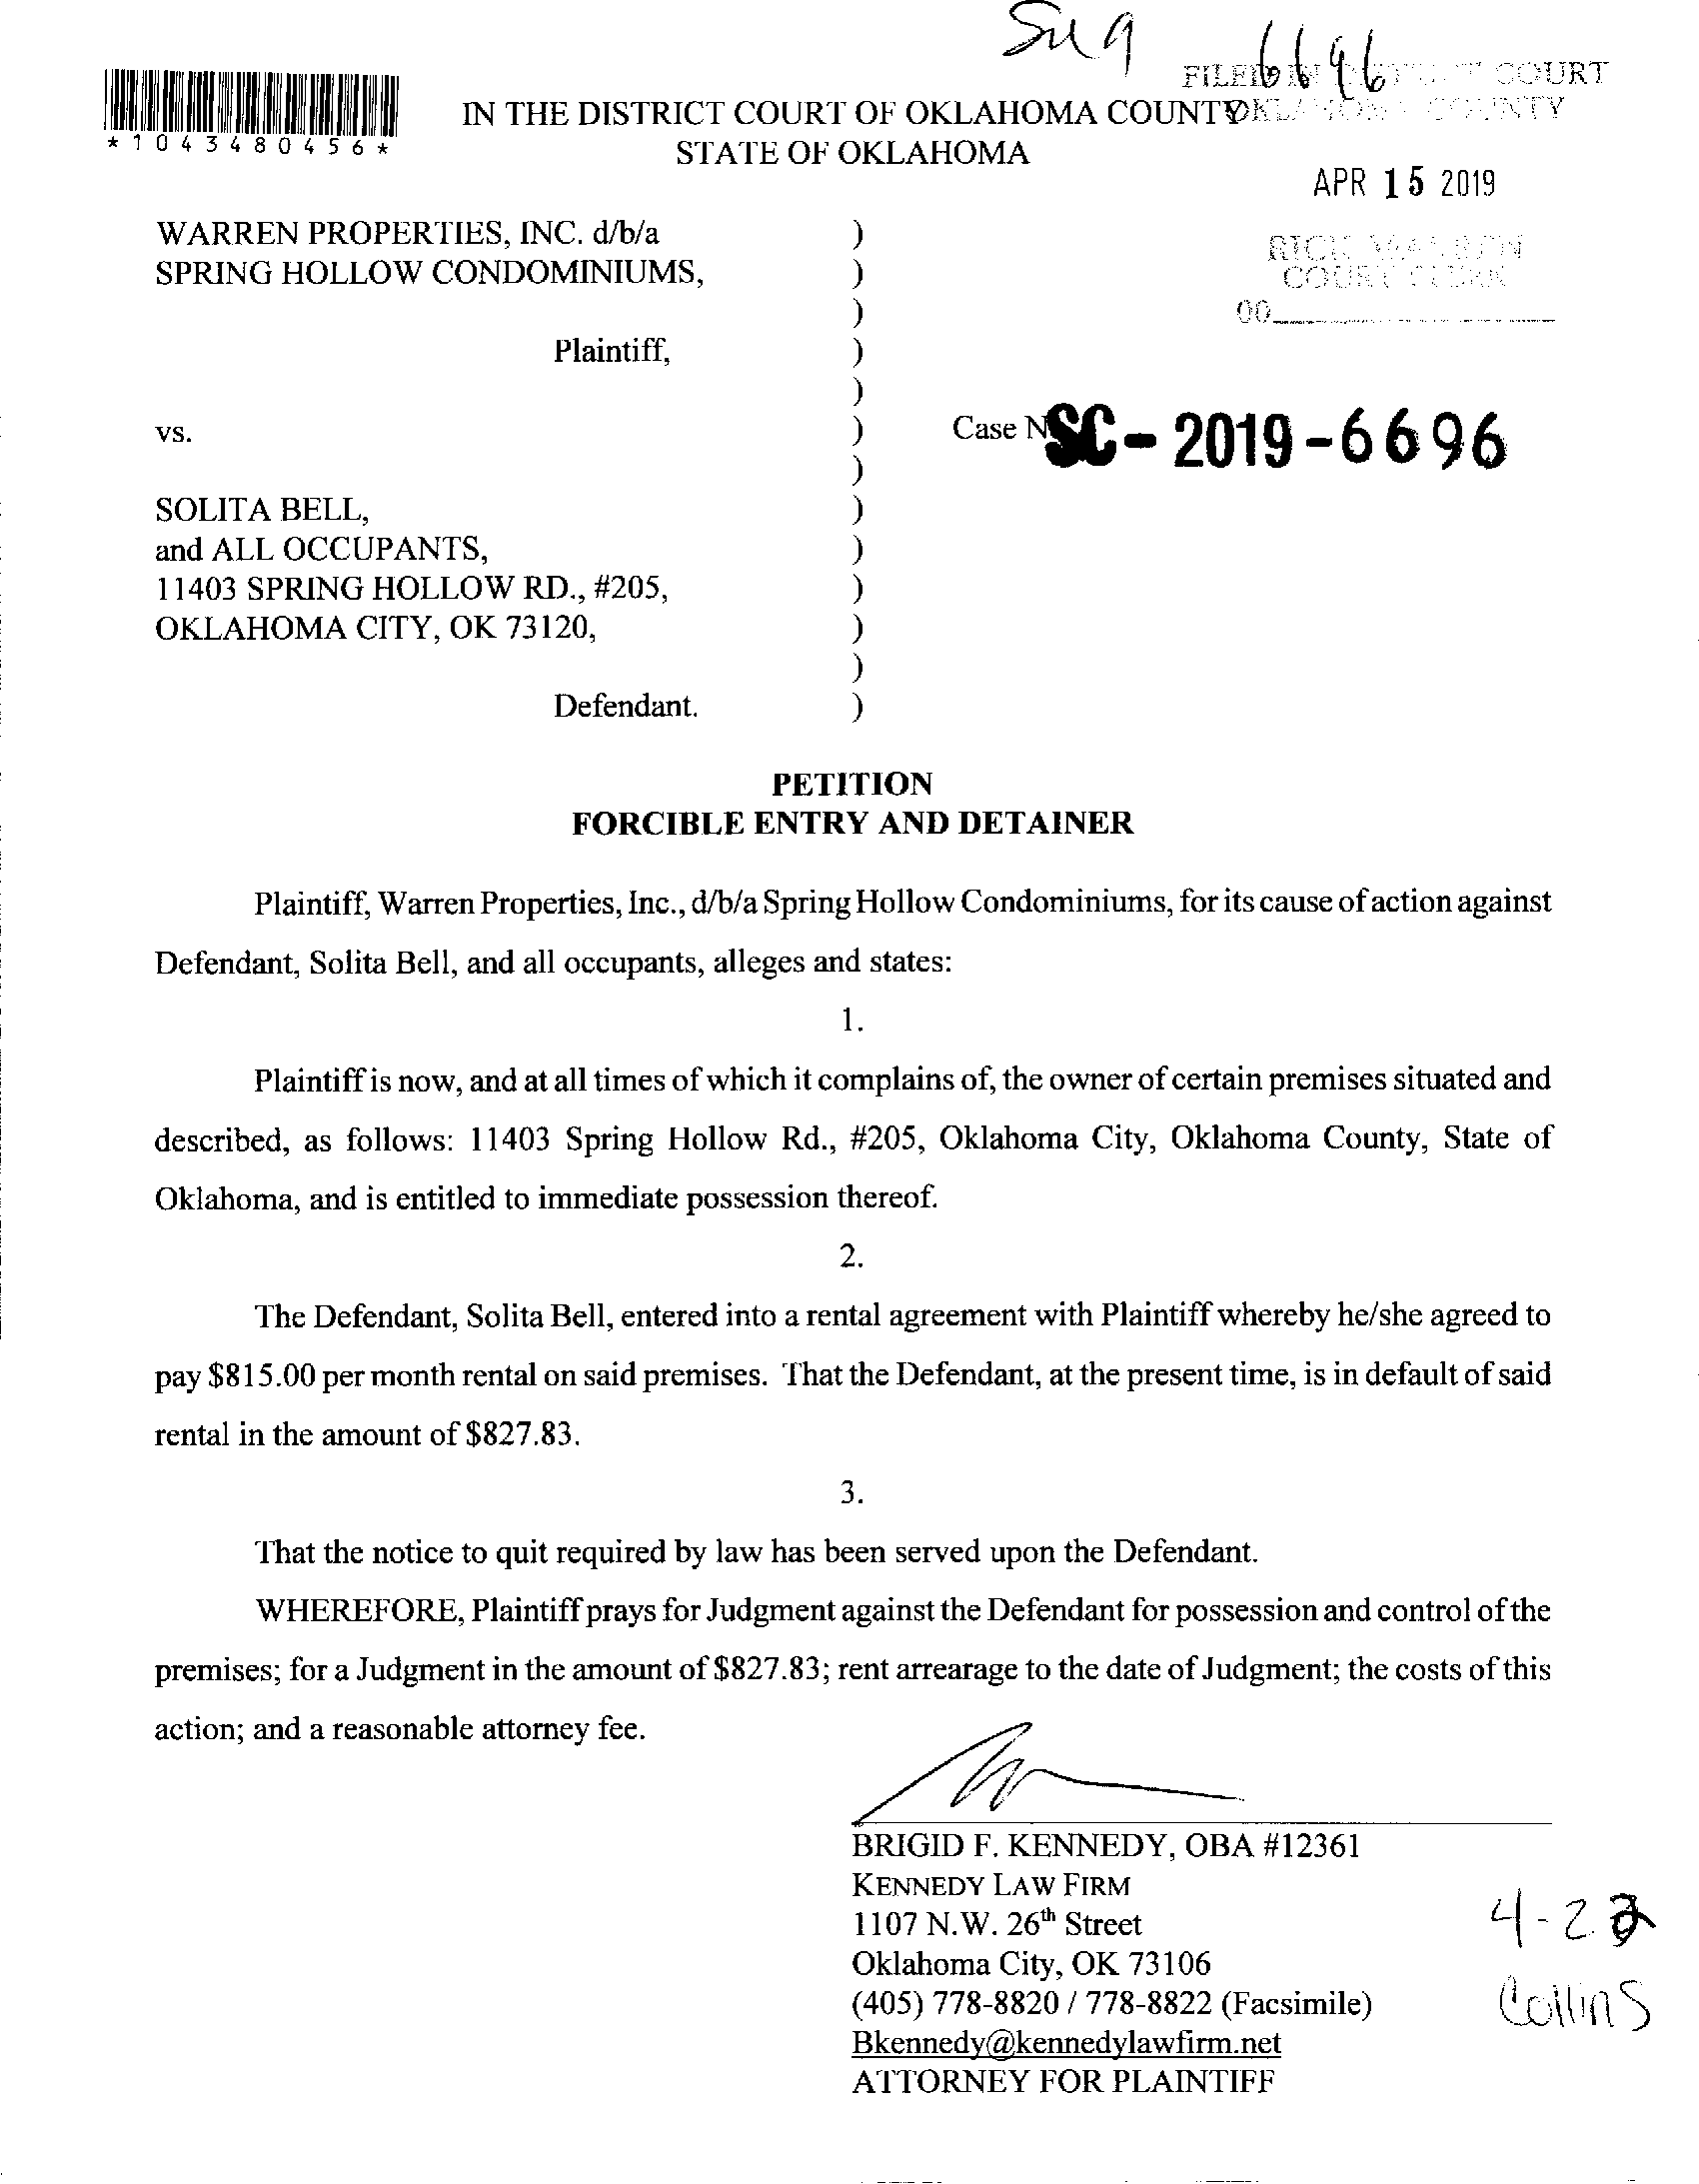 6696
FILED IN DISTRICT COURT
OKLAHOMA COUNTY
*1043480456*
IN THE DISTRICT COURT OF OKLAHOMA COUNTY
STATE OF OKLAHOMA
APR 15 2019
WARREN PROPERTIES, INC. d/b/a )
SPRING HOLLOW CONDOMINIUMS, )
)
RICK WARREN
COURT CLERK
00
Plaintiff, )
)
vs. )
Case N SC-2019-6696
)
SOLITA BELL, )
and ALL OCCUPANTS, )
11403 SPRING HOLLOW RD., #205, )
OKLAHOMA CITY, OK 73120, )
)
Defendant. )
PETITION
FORCIBLE ENTRY AND DETAINER
Plaintiff, Warren Properties, Inc., d/b/a Spring Hollow Condominiums, for its cause of action against
Defendant, Solita Bell, and all occupants, alleges and states:
1.
Plaintiff is now, and at all times of which it complains of, the owner of certain premises situated and
described, as follows: 11403 Spring Hollow Rd., #205, Oklahoma City, Oklahoma County, State of
Oklahoma, and is entitled to immediate possession thereof.
2.
The Defendant, Solita Bell, entered into a rental agreement with Plaintiff whereby he/she agreed to
pay $815.00 per month rental on said premises. That the Defendant, at the present time, is in default of said
rental in the amount of $827.83.
3.
That the notice to quit required by law has been served upon the Defendant.
WHEREFORE, Plaintiff prays for Judgment against the Defendant for possession and control of the
premises; for a Judgment in the amount of $827.83; rent arrearage to the date of Judgment; the costs of this
action; and a reasonable attorney fee.
BRIGID F. KENNEDY, OBA #12361
KENNEDY LAW FIRM
1107 N.W. 26th Street
Oklahoma City, OK 73106
(405) 778-8820 / 778-8822 (Facsimile)
Bkennedy@kennedylawfirm.net
ATTORNEY FOR PLAINTIFF
4-22
Collins